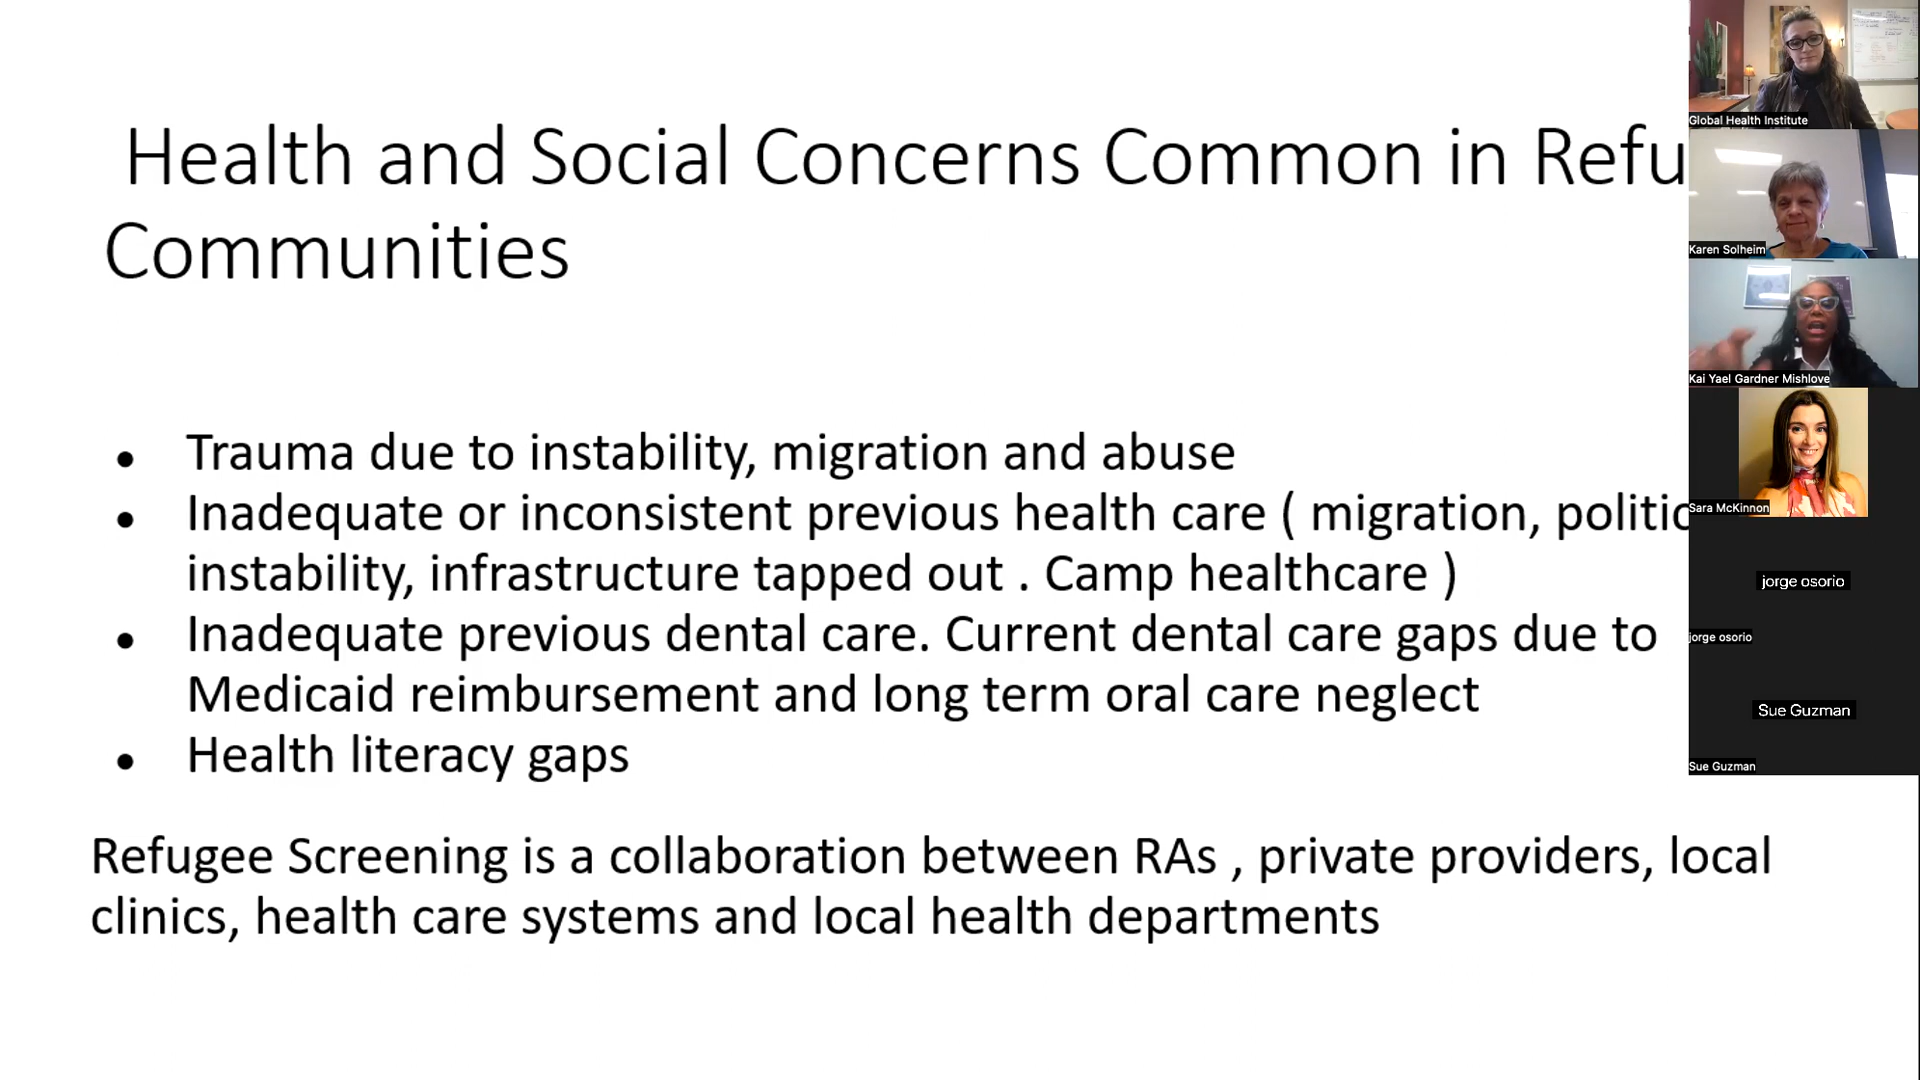 Health and Social Concerns Common in Refu
Communities
Trauma due to instability, migration and abuse
Inadequate or inconsistent previous health care ( migration, politic
instability, infrastructure tapped out . Camp healthcare )
Inadequate previous dental care. Current dental care gaps due to
Medicaid reimbursement and long term oral care neglect
Health literacy gaps
Refugee Screening is a collaboration between RAs , private providers, local
clinics, health care systems and local health departments
Global Health Institute
Karen Solheim
Kai Yael Gardner Mishlove
Sara McKinnon
jorge osorio
jorge osorio
Sue Guzman
Sue Guzman